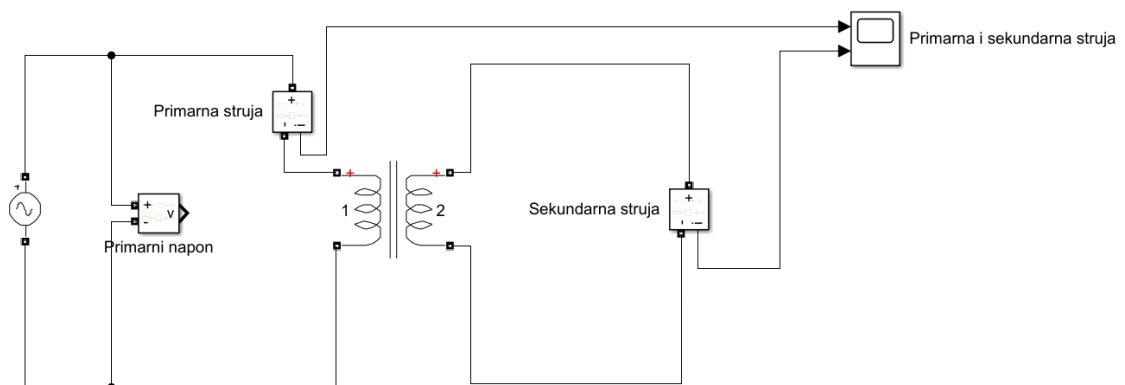 Primarna i sekundarna struja
Primarna struja
1
2
Sekundarna struja
+
-
v
Primarni napon